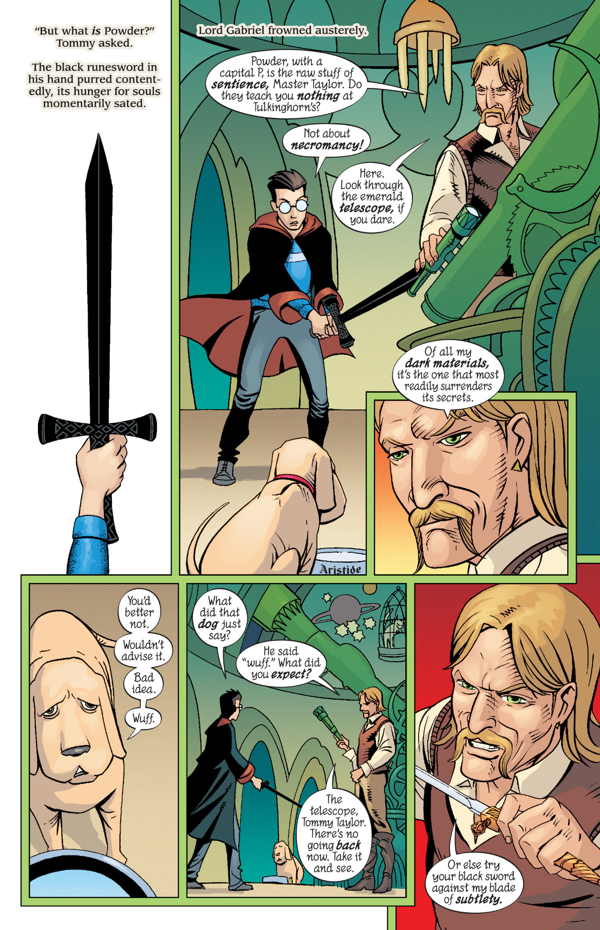 "But what is Powder?"
Tommy asked.
The black runesword in
his hand purred content-
edly, its hunger for souls
momentarily sated.
Lord Gabriel frowned austerely.
Powder, with a
capital P, is the raw stuff of
sentience, Master Taylor. Do
they teach you nothing at
Tulkinghorn's?
Not about
necromancy!
Here.
Look through
the emerald
telescope, if
you dare.
Of all my
dark materials,
it's the one that most
readily surrenders
its secrets.
Aristide
You'd
better
not.
Wouldn't
advise it.
Bad
idea.
Wuff.
What
did that
dog just
say?
He said
"wuff." What did
you expect?
The
telescope,
Tommy Taylor.
There's no
going back
now. Take it
and see.
Or else try
your black sword
against my blade
of subtlety.